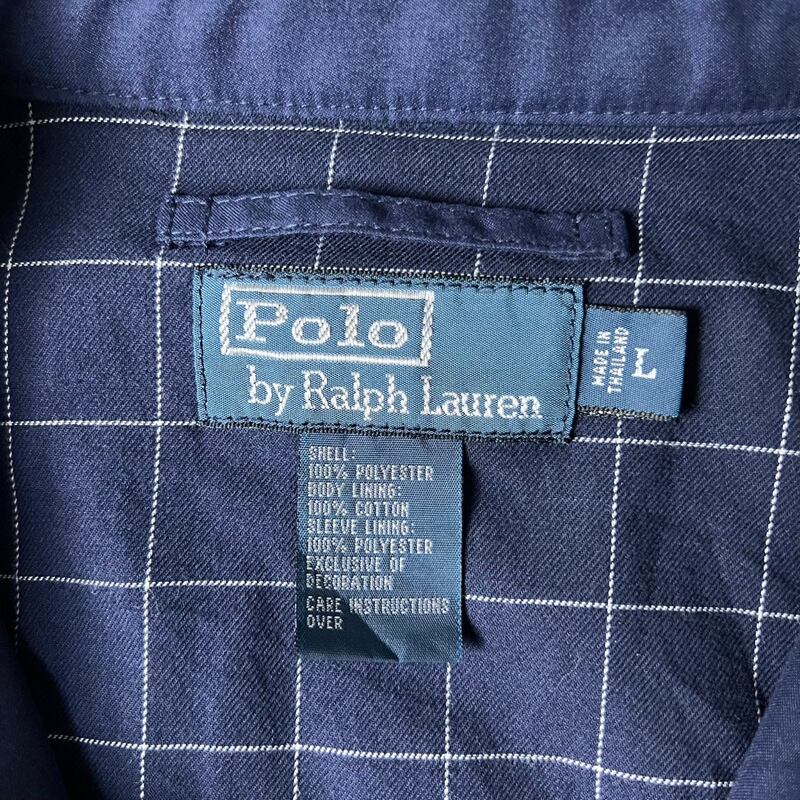 Polo
by Ralph Lauren
MADE IN
THAILAND
L
SHELL:
100% POLYESTER
BODY LINING:
100% COTTON
SLEEVE LINING:
100% POLYESTER
EXCLUSIVE OF
DECORATION
CARE INSTRUCTIONS
OVER